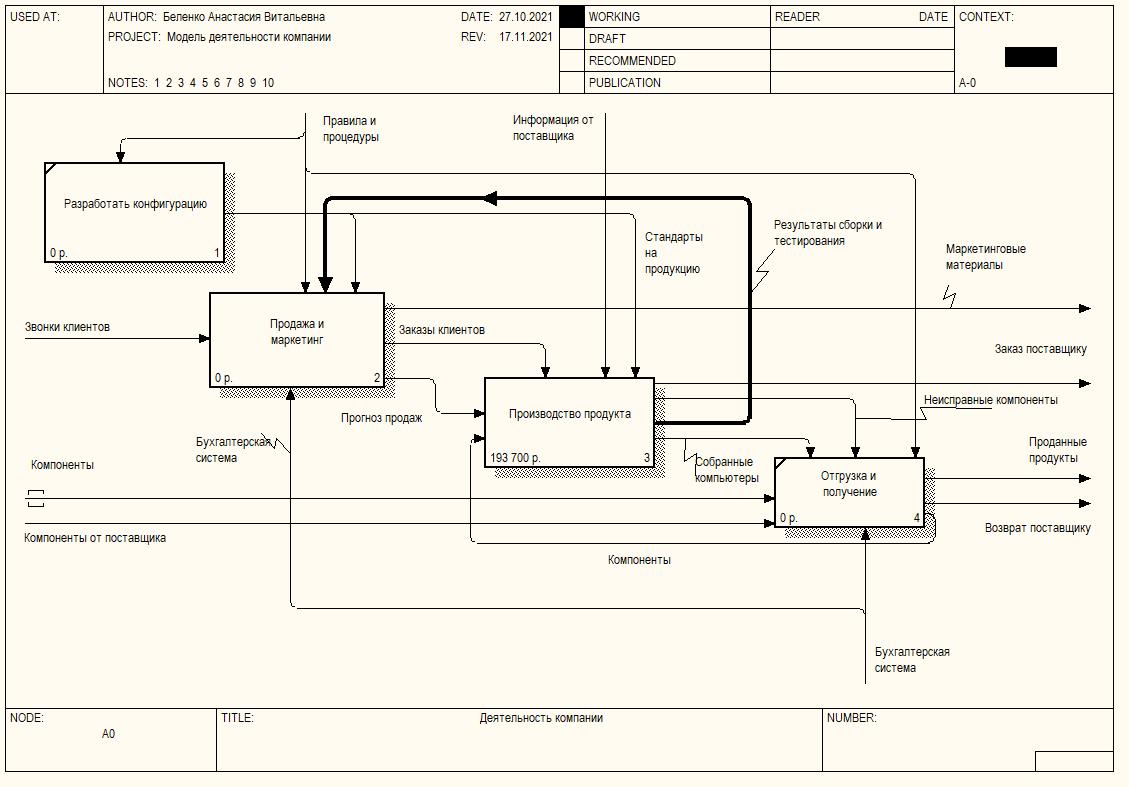 USED AT:
AUTHOR: Беленко Анастасия Витальевна
DATE: 27.10.2021
PROJECT: Модель деятельности компании
REV: 17.11.2021
NOTES: 1 2 3 4 5 6 7 8 9 10
WORKING
DRAFT
RECOMMENDED
PUBLICATION
READER
DATE
CONTEXT:
A-0
Правила и
процедуры
Информация от
поставщика
Разработать конфигурацию
0 р.
1
Результаты сборки и
тестирования
Стандарты
на
продукцию
Маркетинговые
материалы
Звонки клиентов
Продажа и
маркетинг
0 р.
2
Заказы клиентов
Заказ поставщику
Прогноз продаж
Производство продукта
193 700 р.
3
Неисправные компоненты
Бухгалтерская
система
Компоненты
Собранные
компьютеры
Отгрузка и
получение
0 р.
4
Проданные
продукты
Компоненты от поставщика
Возврат поставщику
Компоненты
Бухгалтерская
система
NODE:
A0
TITLE:
Деятельность компании
NUMBER: